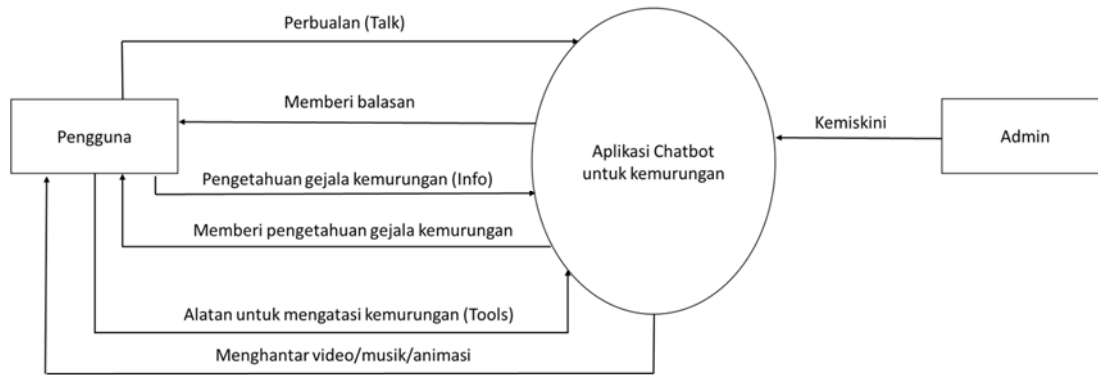 Perbualan (Talk)
Memberi balasan
Pengguna
Kemiskini
Admin
Aplikasi Chatbot
untuk kemurungan
Pengetahuan gejala kemurungan (Info)
Memberi pengetahuan gejala kemurungan
Alatan untuk mengatasi kemurungan (Tools)
Menghantar video/musik/animasi